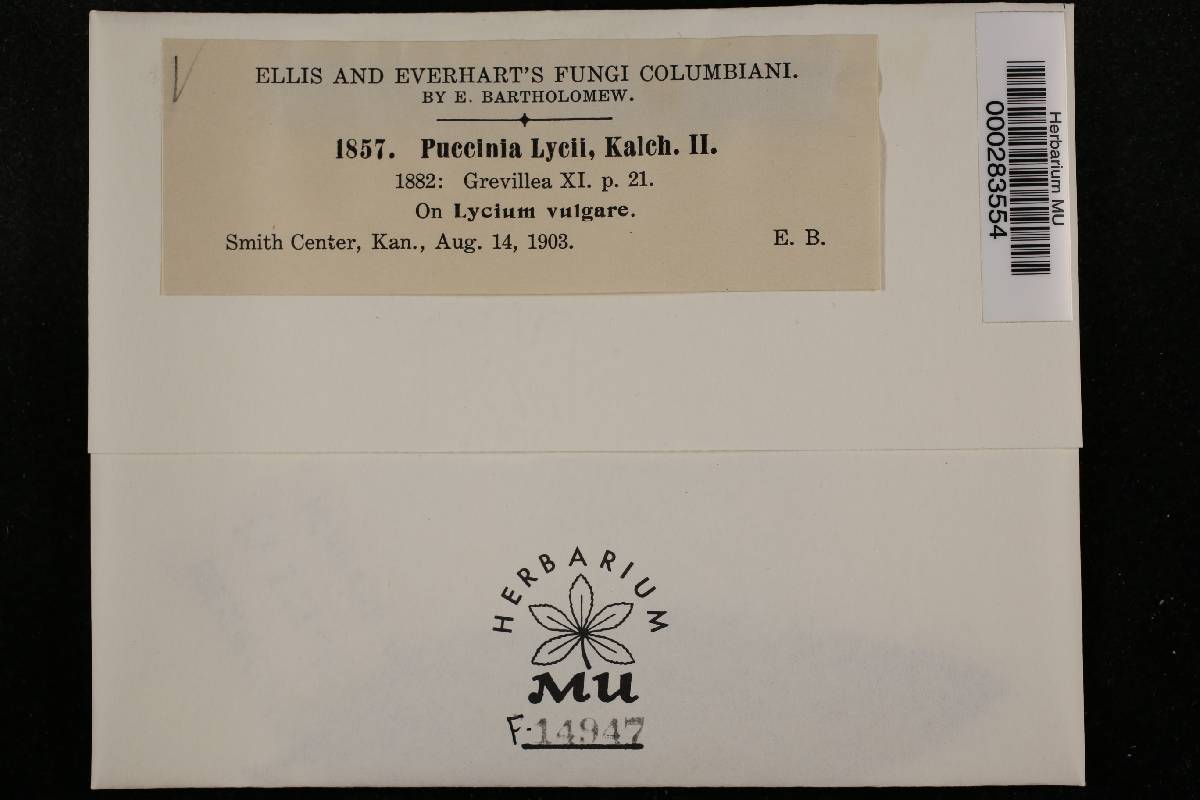 ELLIS AND EVERHART'S FUNGI COLUMBIANI.
BY E. BARTHOLOMEW.
1857. Puccinia Lycii, Kalch. II.
1882: Grevillea XI. p. 21.
On Lycium vulgare.
Smith Center, Kan., Aug. 14, 1903. E. B.
Herbarium MU
000283554
HERBARIUM
MU
F-14947